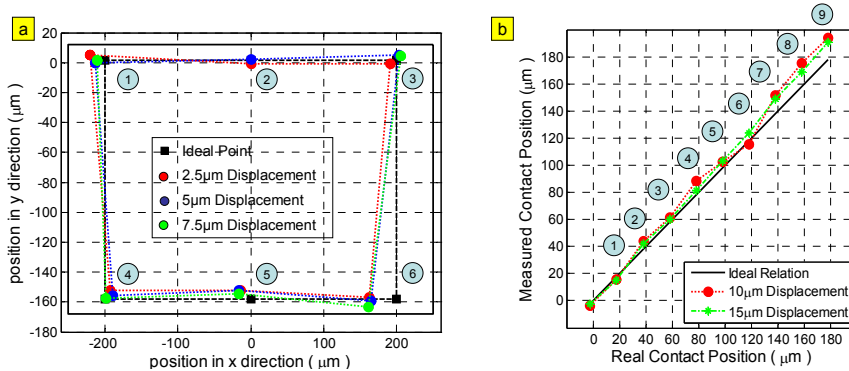 a
20
0
-20
-40
-60
-80
-100
-120
-140
-160
-180
position in y direction ( μm)
1
2
3
Ideal Point
2.5μm Displacement
5μm Displacement
7.5μm Displacement
4
5
6
-200
-100
0
100
200
position in x direction ( μm)
b
180
160
140
120
100
80
60
40
20
0
Measured Contact Position (μm)
1
2
3
4
5
6
7
8
9
Ideal Relation
10μm Displacement
15μm Displacement
0 20 40 60 80 100 120 140 160 180
Real Contact Position ( μm)